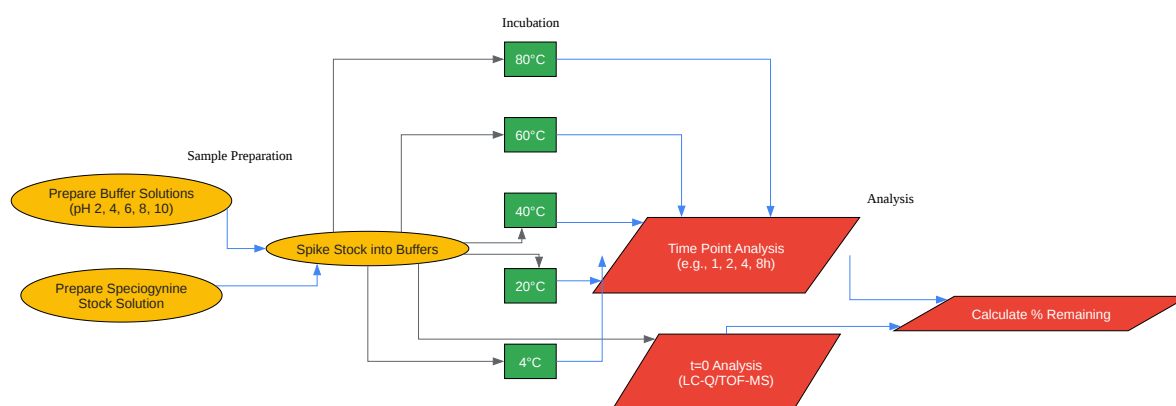 Incubation
80°C
60°C
Sample Preparation
Prepare Buffer Solutions
(pH 2, 4, 6, 8, 10)
40°C
Analysis
Spike Stock into Buffers
Time Point Analysis
(e.g., 1, 2, 4, 8h)
Prepare Speciogynine
Stock Solution
20°C
Calculate % Remaining
4°C
t=0 Analysis
(LC-Q/TOF-MS)